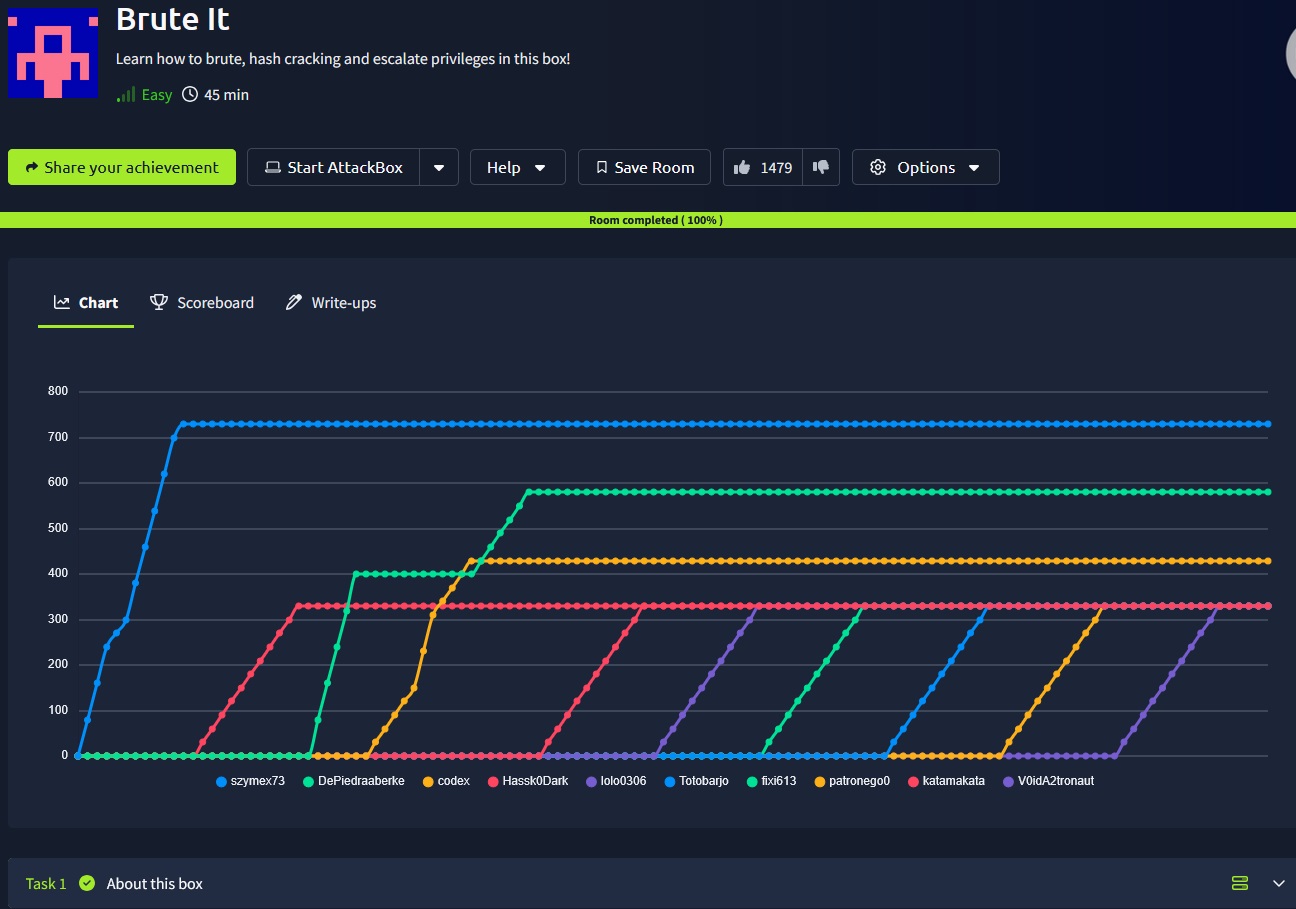 Brute It
Learn how to brute, hash cracking and escalate privileges in this box!
Easy 45 min
Share your achievement Start AttackBox Help Save Room 1479 Options
Room completed ( 100% )
Chart Scoreboard Write-ups
800
700
600
500
400
300
200
100
0
szymex73 DePiedraaberke codex Hassk0Dark lolo0306 Totobarjo fixi613 patronego0 katamakata V0idA2tronaut
Task 1 About this box